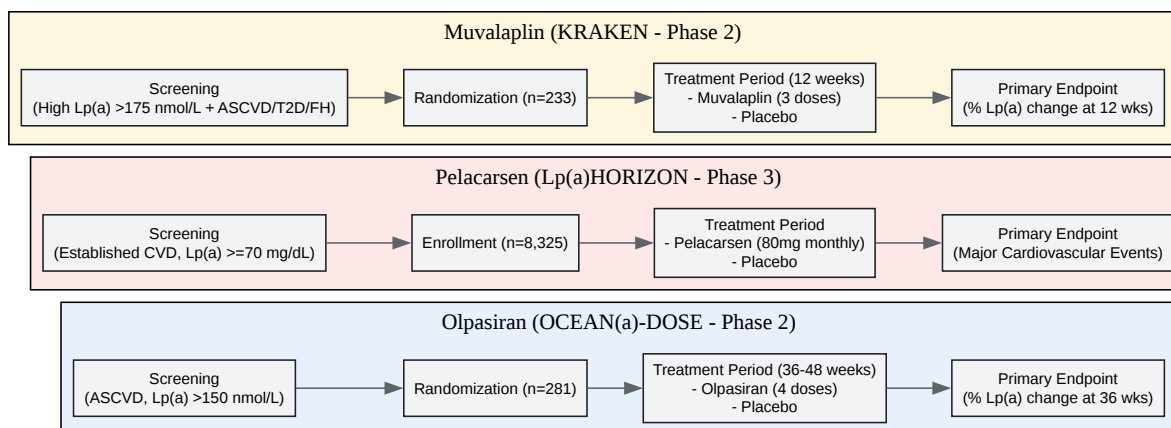 Muvalaplin (KRAKEN - Phase 2)
Screening
(High Lp(a) >175 nmol/L + ASCVD/T2D/FH)
Randomization (n=233)
Treatment Period (12 weeks)
- Muvalaplin (3 doses)
- Placebo
Primary Endpoint
(% Lp(a) change at 12 wks)
Pelacarsen (Lp(a)HORIZON - Phase 3)
Screening
(Established CVD, Lp(a) >=70 mg/dL)
Enrollment (n=8,325)
Treatment Period
- Pelacarsen (80mg monthly)
- Placebo
Primary Endpoint
(Major Cardiovascular Events)
Olpasiran (OCEAN(a)-DOSE - Phase 2)
Screening
(ASCVD, Lp(a) >150 nmol/L)
Randomization (n=281)
Treatment Period (36-48 weeks)
- Olpasiran (4 doses)
- Placebo
Primary Endpoint
(% Lp(a) change at 36 wks)